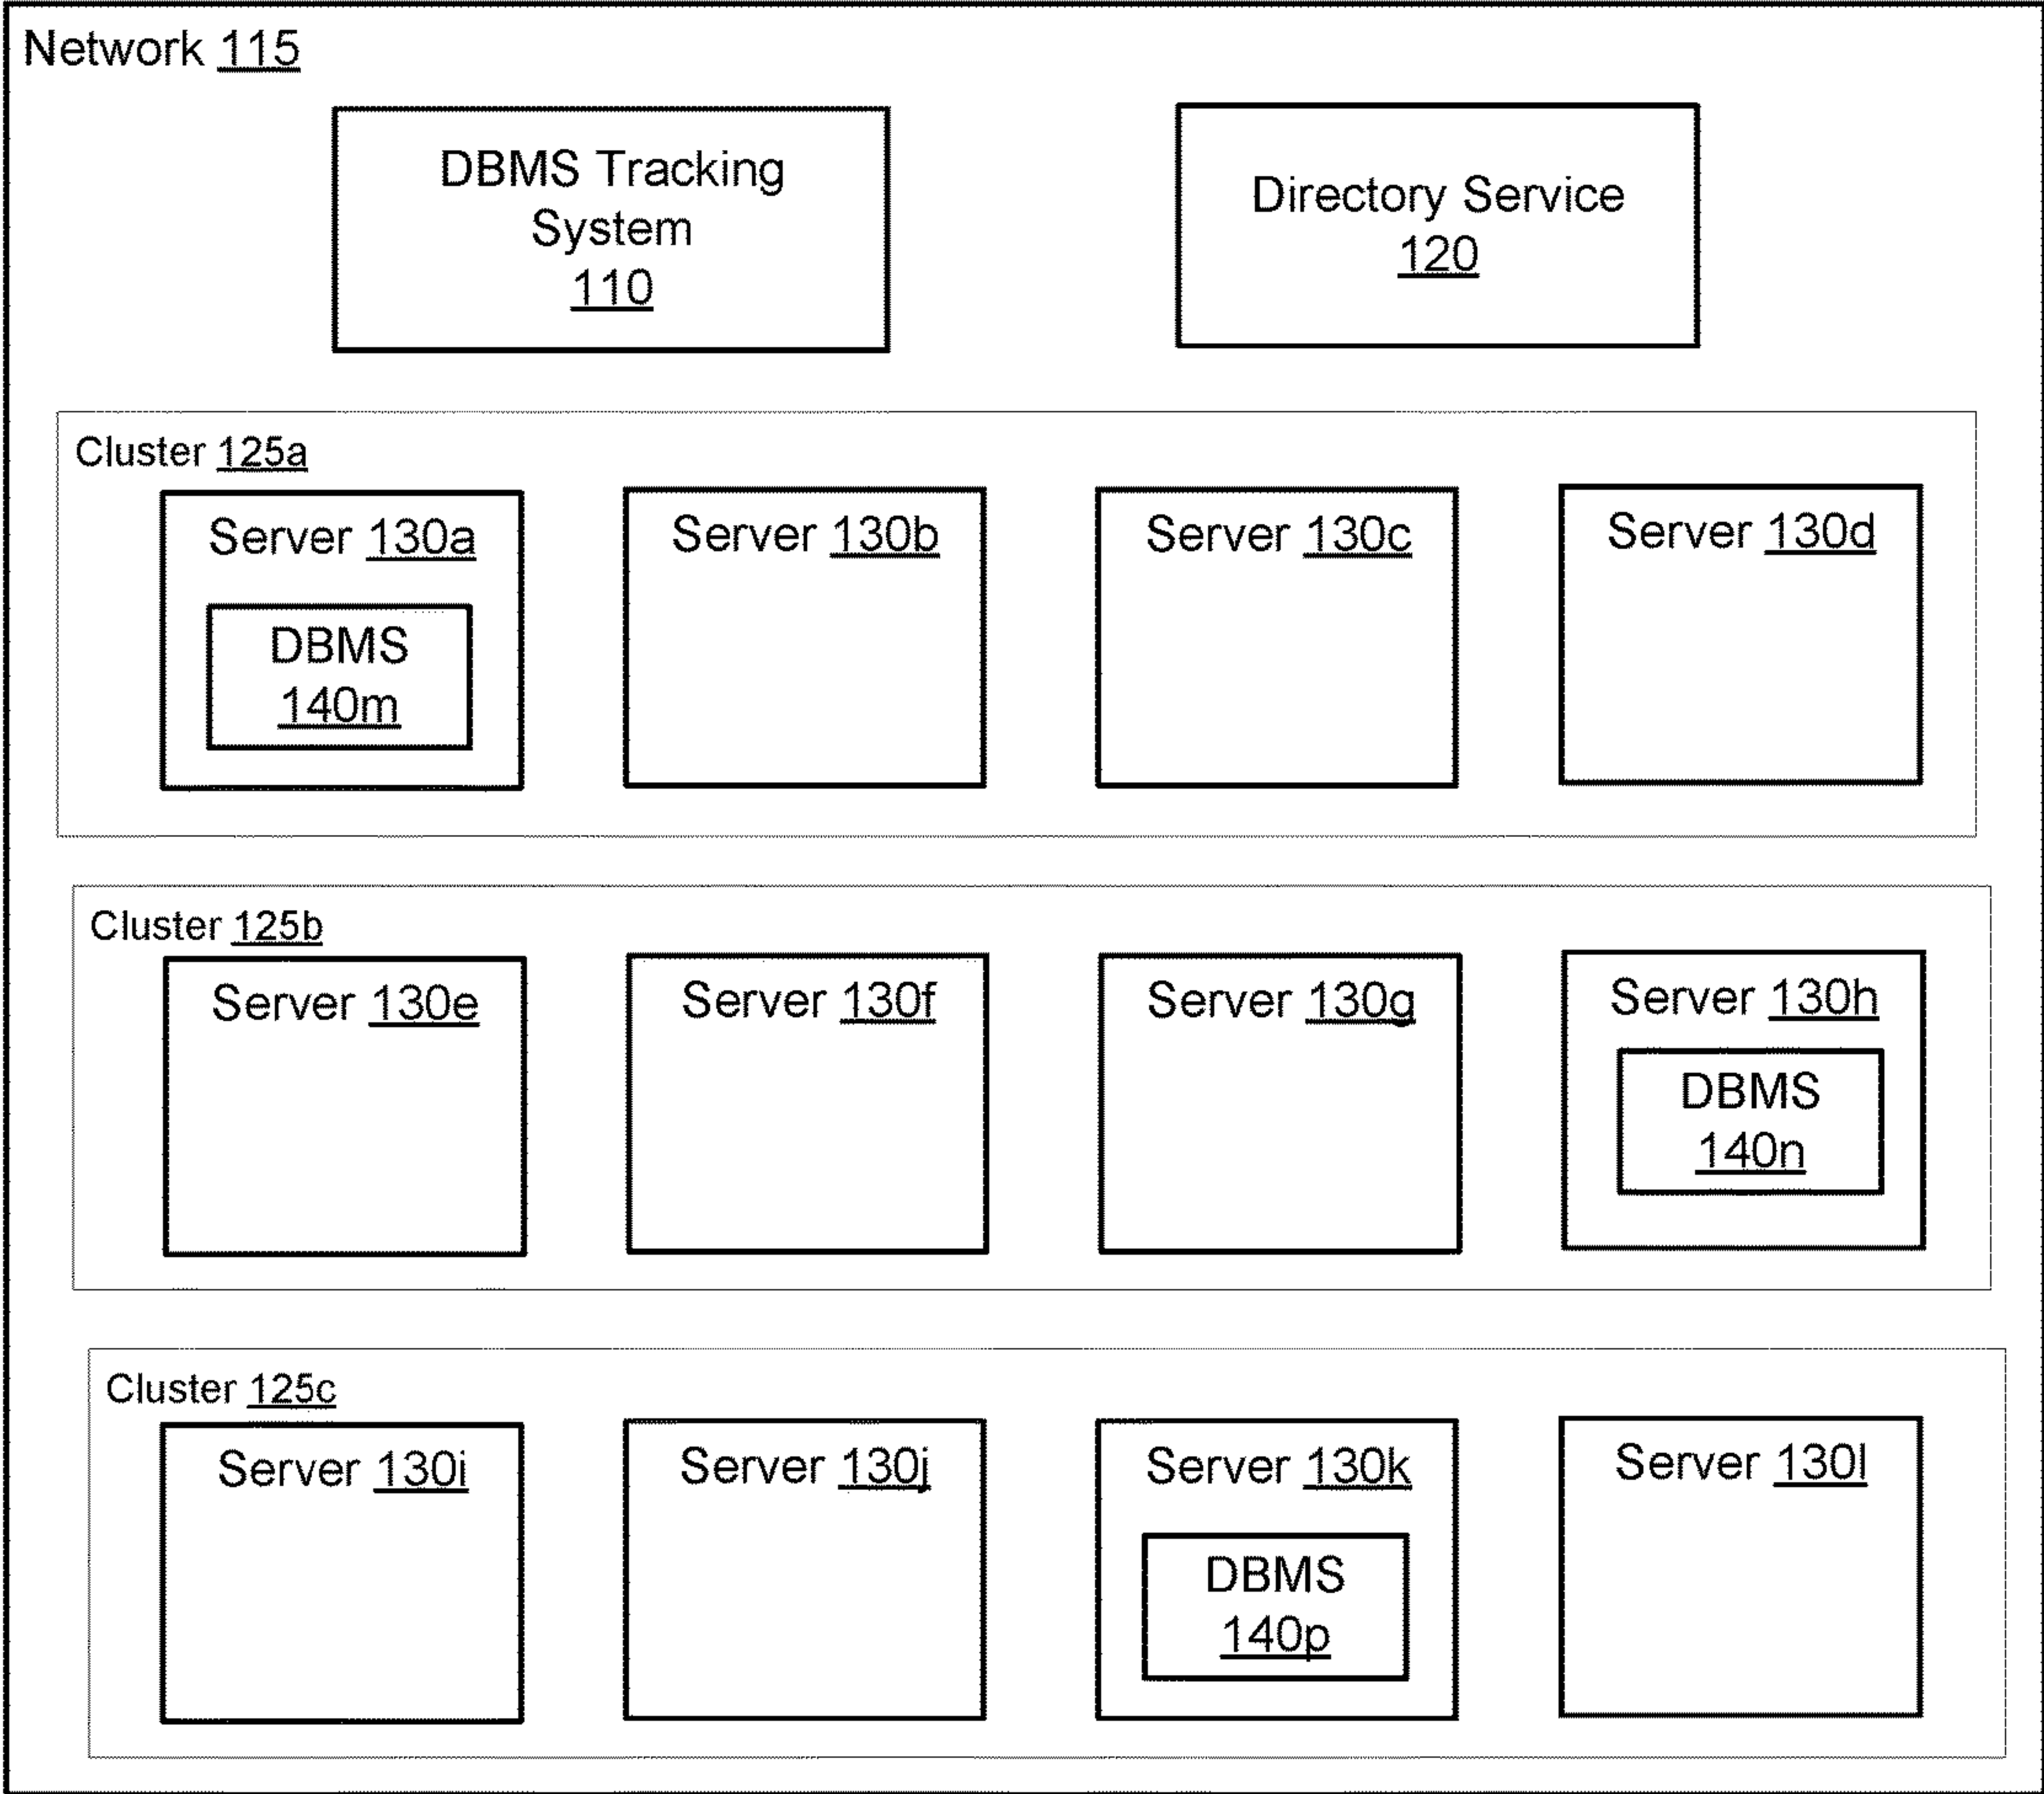 Network 115
DBMS Tracking
System
110
Directory Service
120
Cluster 125a
Server 130a
DBMS
140m
Server 130b
Server 130c
Server 130d
Cluster 125b
Server 130e
Server 130f
Server 130g
Server 130h
DBMS
140n
Cluster 125c
Server 130i
Server 130j
Server 130k
DBMS
140p
Server 130l